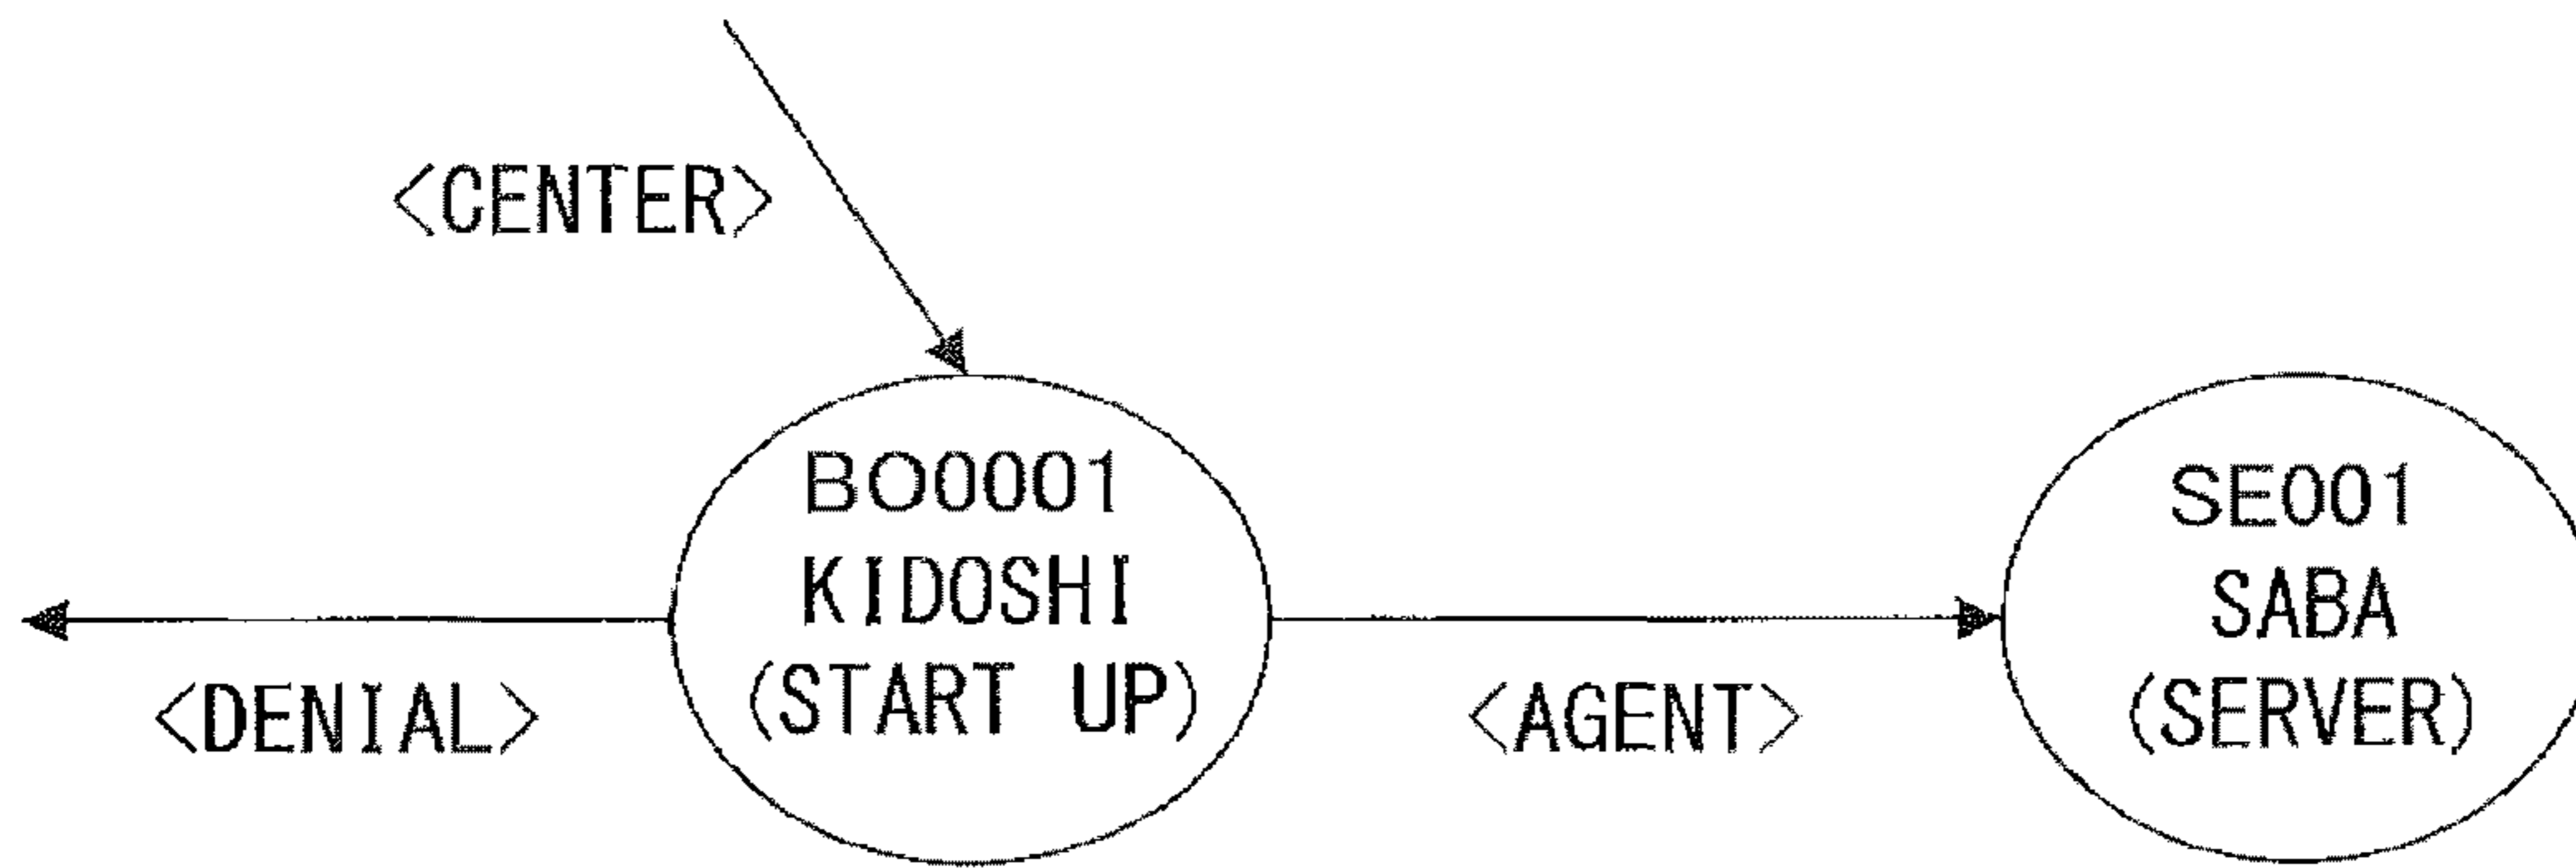 <CENTER>
BO0001
KIDOSHI
(START UP)
SE001
SABA
(SERVER)
<DENIAL>
<AGENT>